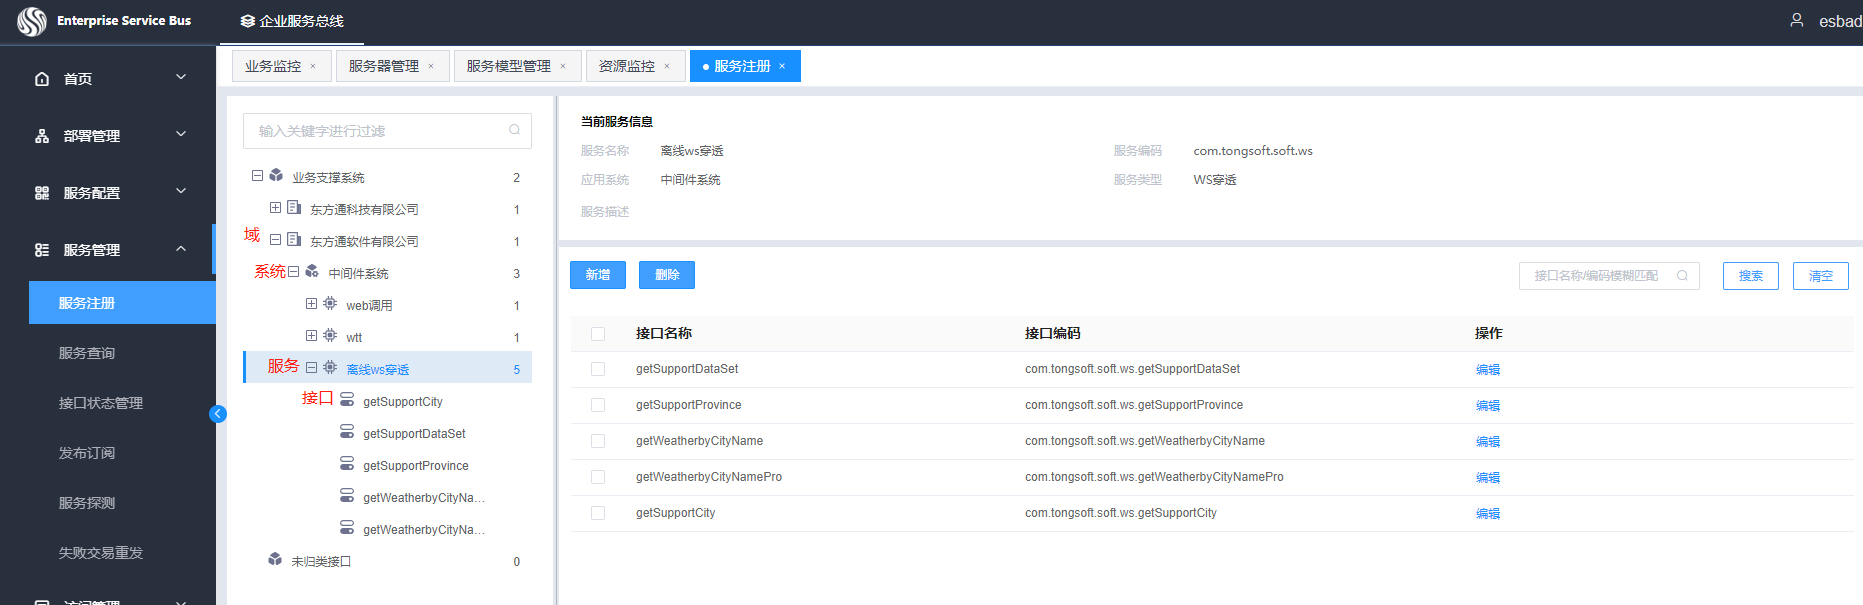 Enterprise Service Bus
企业服务总线
esbad
首页
部署管理
服务配置
服务管理
服务注册
服务查询
接口状态管理
发布订阅
服务探测
失败交易重发
访问管理
业务监控 ×
服务器管理 ×
服务模型管理 ×
资源监控 ×
服务注册 ×
输入关键字进行过滤
业务支撑系统 2
东方通科技有限公司 1
域 东方通软件有限公司 1
系统 中间件系统 3
web调用 1
wtt 1
服务 离线ws穿透 5
接口 getSupportCity
getSupportDataSet
getSupportProvince
getWeatherbyCityNa...
getWeatherbyCityNa...
未归类接口 0
当前服务信息
服务名称 离线ws穿透 服务编码 com.tongsoft.soft.ws
应用系统 中间件系统 服务类型 WS穿透
服务描述
新增 删除 接口名称/编码模糊匹配 搜索 清空
接口名称 接口编码 操作
getSupportDataSet com.tongsoft.soft.ws.getSupportDataSet 编辑
getSupportProvince com.tongsoft.soft.ws.getSupportProvince 编辑
getWeatherbyCityName com.tongsoft.soft.ws.getWeatherbyCityName 编辑
getWeatherbyCityNamePro com.tongsoft.soft.ws.getWeatherbyCityNamePro 编辑
getSupportCity com.tongsoft.soft.ws.getSupportCity 编辑